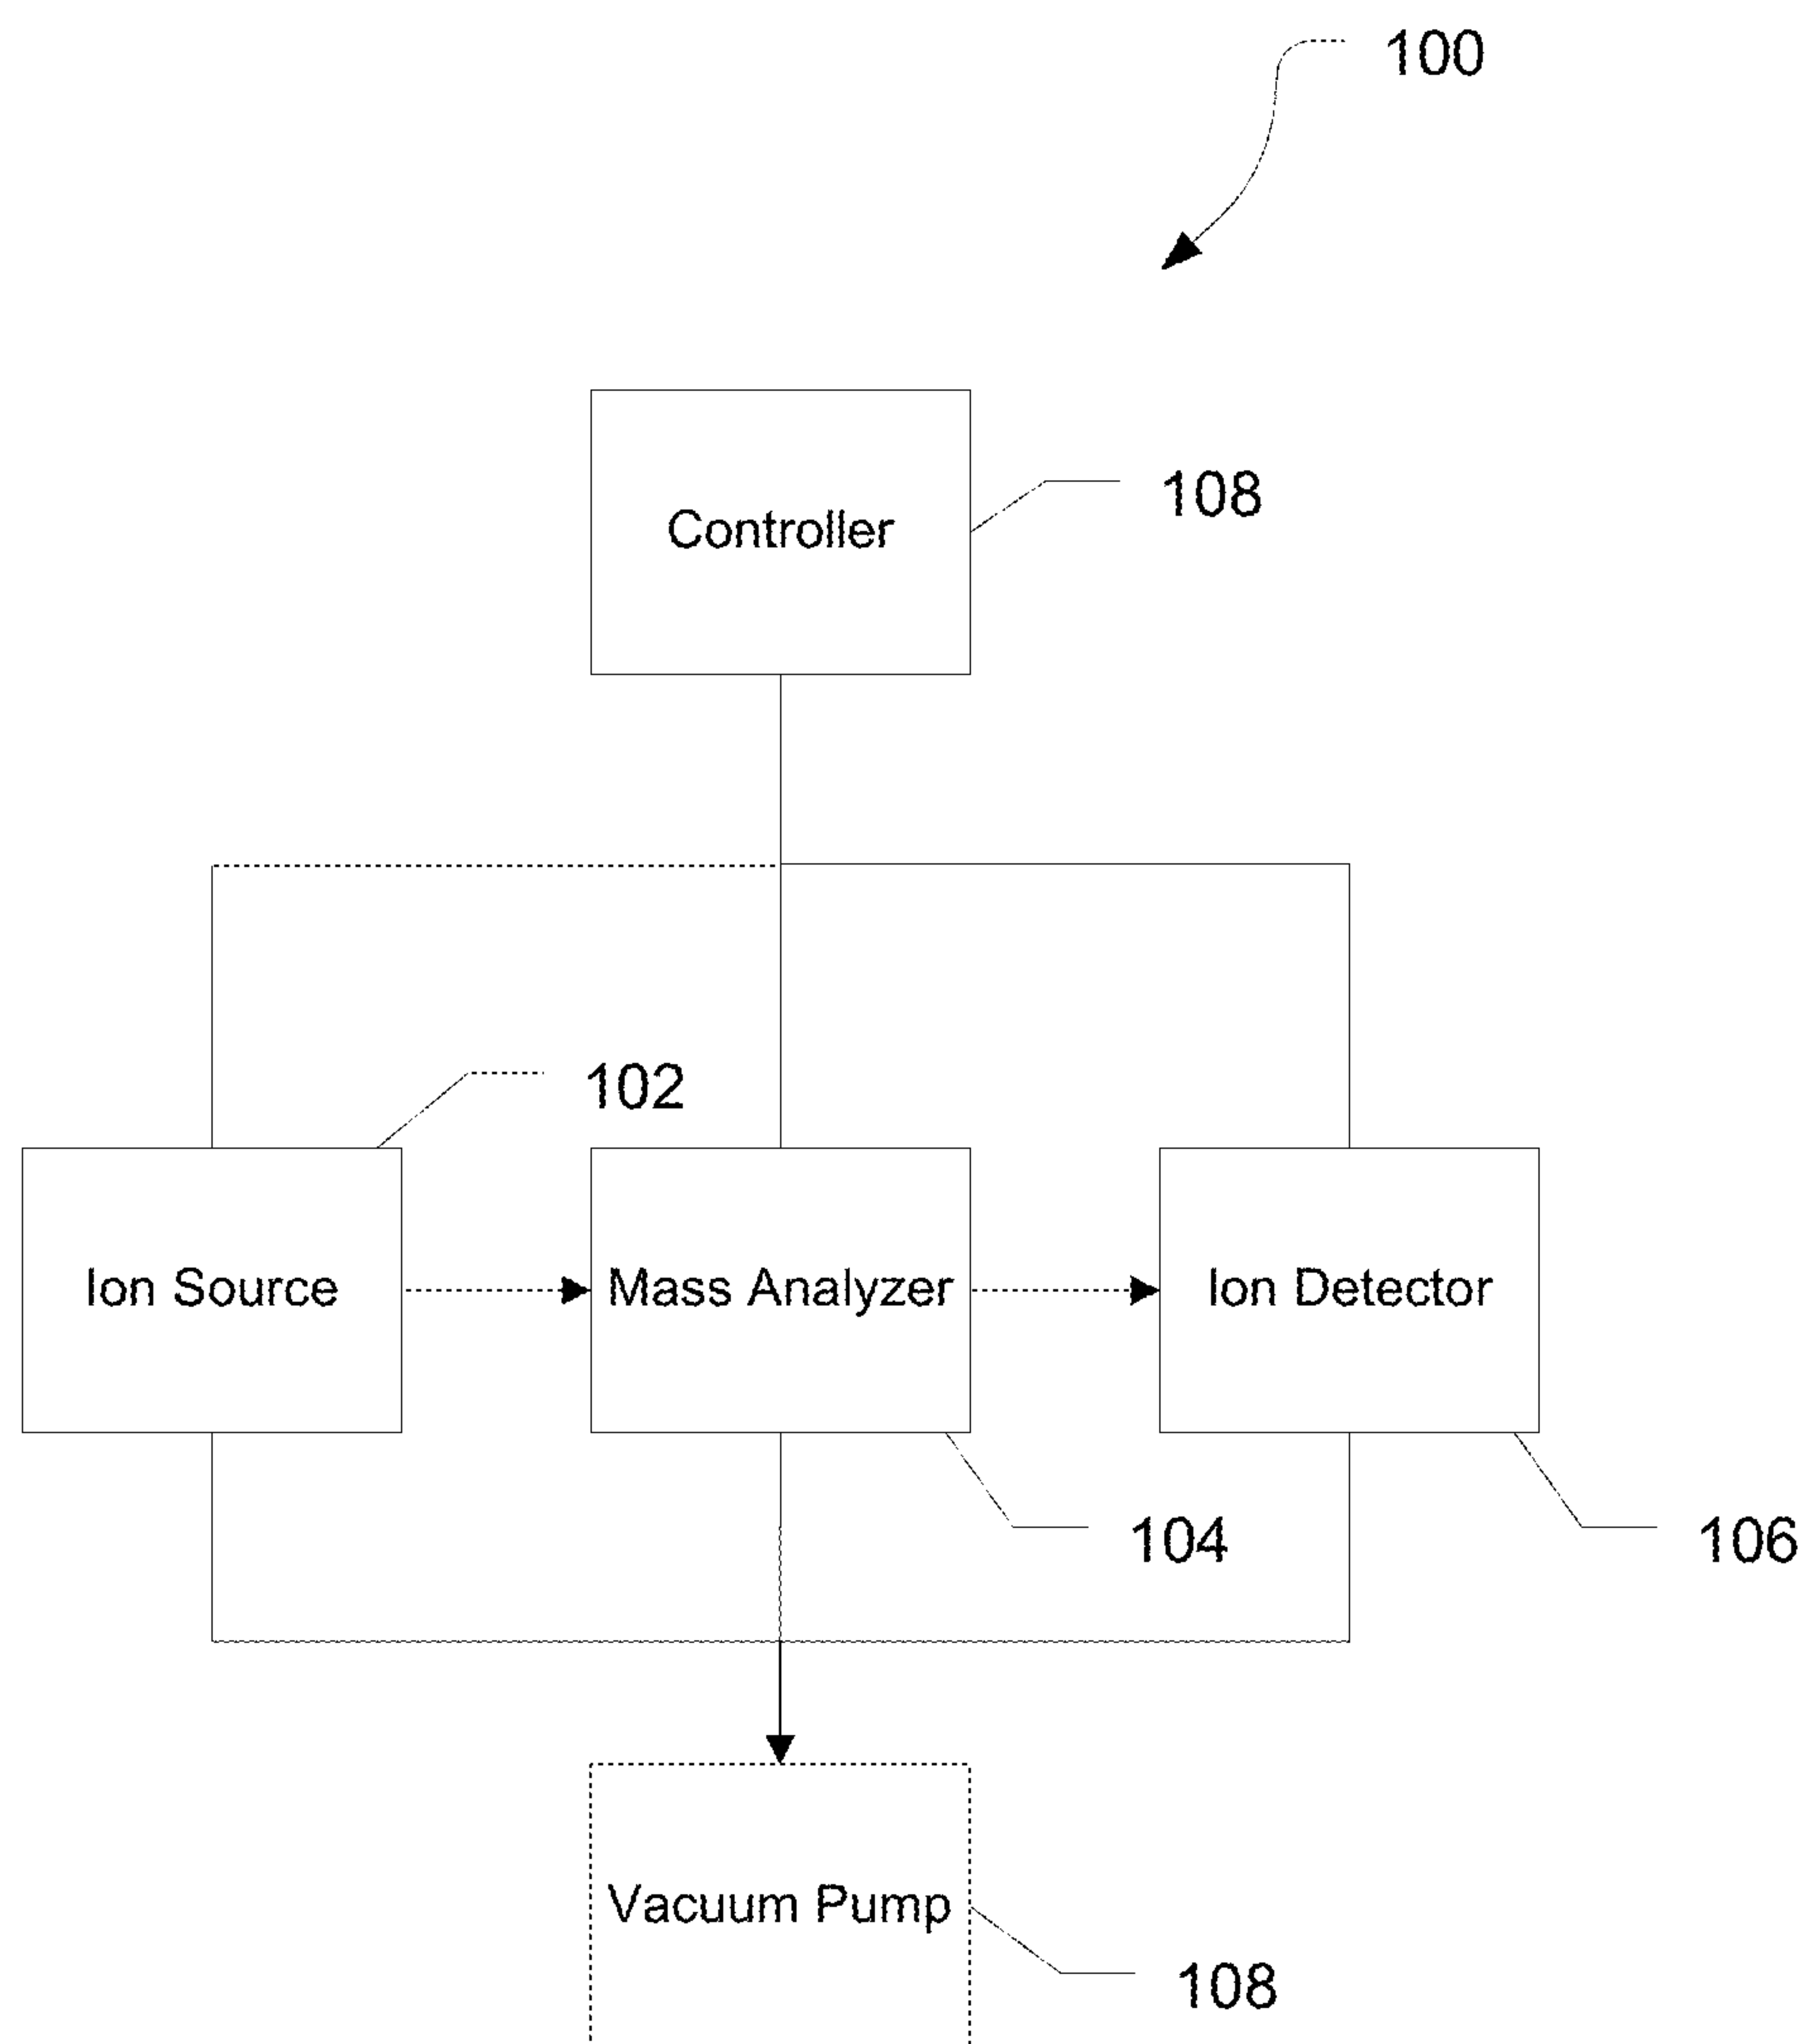 100
Controller
108
102
Ion Source
Mass Analyzer
Ion Detector
104
106
Vacuum Pump
108